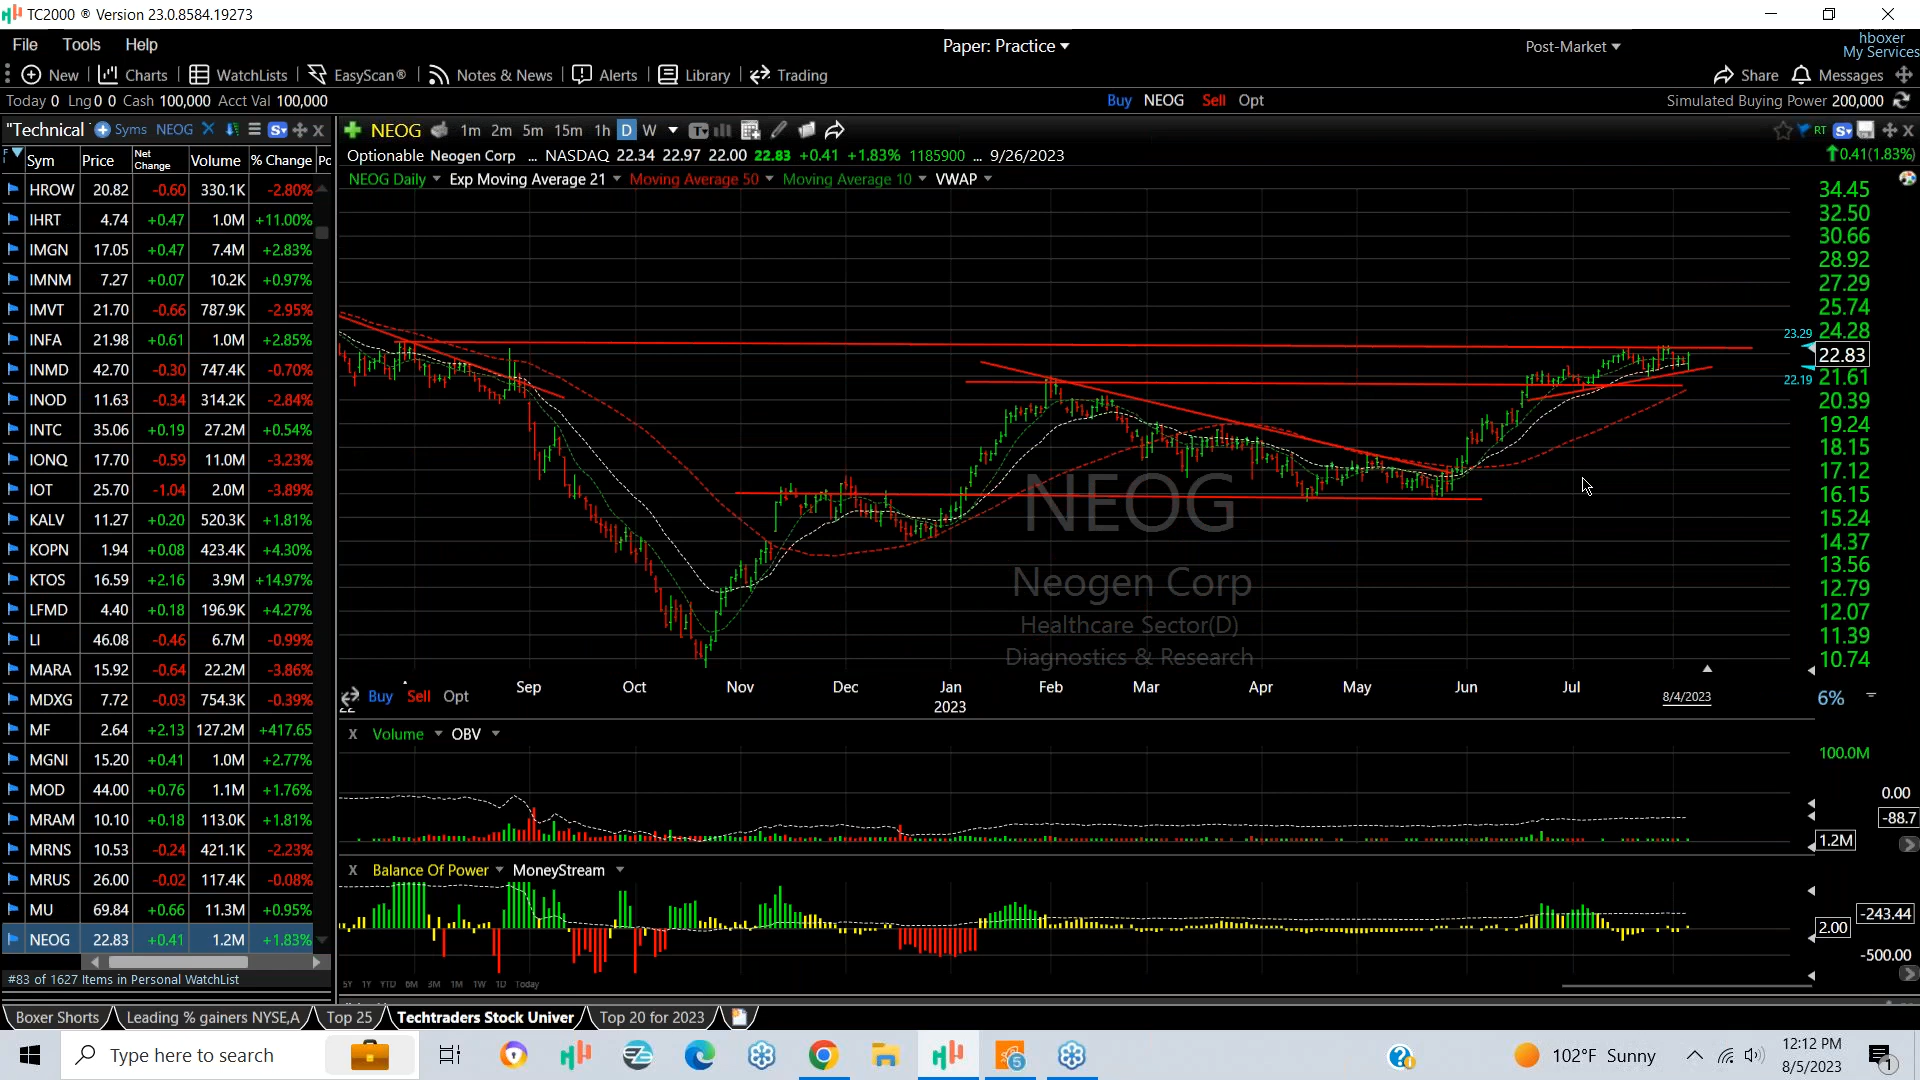 TC2000 ® Version 23.0.8584.19273
File Tools Help
Paper: Practice
Post-Market
hboxer
My Services
New Charts WatchLists EasyScan® Notes & News Alerts Library Trading
Share Messages
Today 0 Lng 0 0 Cash 100,000 Acct Val 100,000
Buy NEOG Sell Opt
Simulated Buying Power 200,000
"Technical Syms NEOG
NEOG 1m 2m 5m 15m 1h D W
RT
Sym Price Net Change Volume % Change Po
Optionable Neogen Corp ... NASDAQ 22.34 22.97 22.00 22.83 +0.41 +1.83% 1185900 ... 9/26/2023
0.41(1.83%)
NEOG Daily Exp Moving Average 21 Moving Average 50 Moving Average 10 VWAP
HROW 20.82 -0.60 330.1K -2.80%
IHRT 4.74 +0.47 1.0M +11.00%
IMGN 17.05 +0.47 7.4M +2.83%
IMNM 7.27 +0.07 10.2K +0.97%
IMVT 21.70 -0.66 787.9K -2.95%
INFA 21.98 +0.61 1.0M +2.85%
INMD 42.70 -0.30 747.4K -0.70%
INOD 11.63 -0.34 314.2K -2.84%
INTC 35.06 +0.19 27.2M +0.54%
IONQ 17.70 -0.59 11.0M -3.23%
IOT 25.70 -1.04 2.0M -3.89%
KALV 11.27 +0.20 520.3K +1.81%
KOPN 1.94 +0.08 423.4K +4.30%
KTOS 16.59 +2.16 3.9M +14.97%
LFMD 4.40 +0.18 196.9K +4.27%
LI 46.08 -0.46 6.7M -0.99%
MARA 15.92 -0.64 22.2M -3.86%
MDXG 7.72 -0.03 754.3K -0.39%
MF 2.64 +2.13 127.2M +417.65
MGNI 15.20 +0.41 1.0M +2.77%
MOD 44.00 +0.76 1.1M +1.76%
MRAM 10.10 +0.18 113.0K +1.81%
MRNS 10.53 -0.24 421.1K -2.23%
MRUS 26.00 -0.02 117.4K -0.08%
MU 69.84 +0.66 11.3M +0.95%
NEOG 22.83 +0.41 1.2M +1.83%
#83 of 1627 Items in Personal WatchList
34.45
32.50
30.66
28.92
27.29
25.74
24.28
23.29
22.83
22.19
21.61
20.39
19.24
18.15
17.12
16.15
15.24
14.37
13.56
12.79
12.07
11.39
10.74
NEOG
Neogen Corp
Healthcare Sector(D)
Diagnostics & Research
Buy Sell Opt
Sep Oct Nov Dec Jan Feb Mar Apr May Jun Jul
22 2023 8/4/2023
6%
X Volume OBV
100.0M
0.00
-88.7
1.2M
X Balance Of Power MoneyStream
-243.44
2.00
-500.00
5Y 1Y YTD 6M 3M 1M 1W 1D Today
Boxer Shorts Leading % gainers NYSE,A Top 25 Techtraders Stock Univer Top 20 for 2023
Type here to search
5
102°F Sunny
12:12 PM
8/5/2023
1